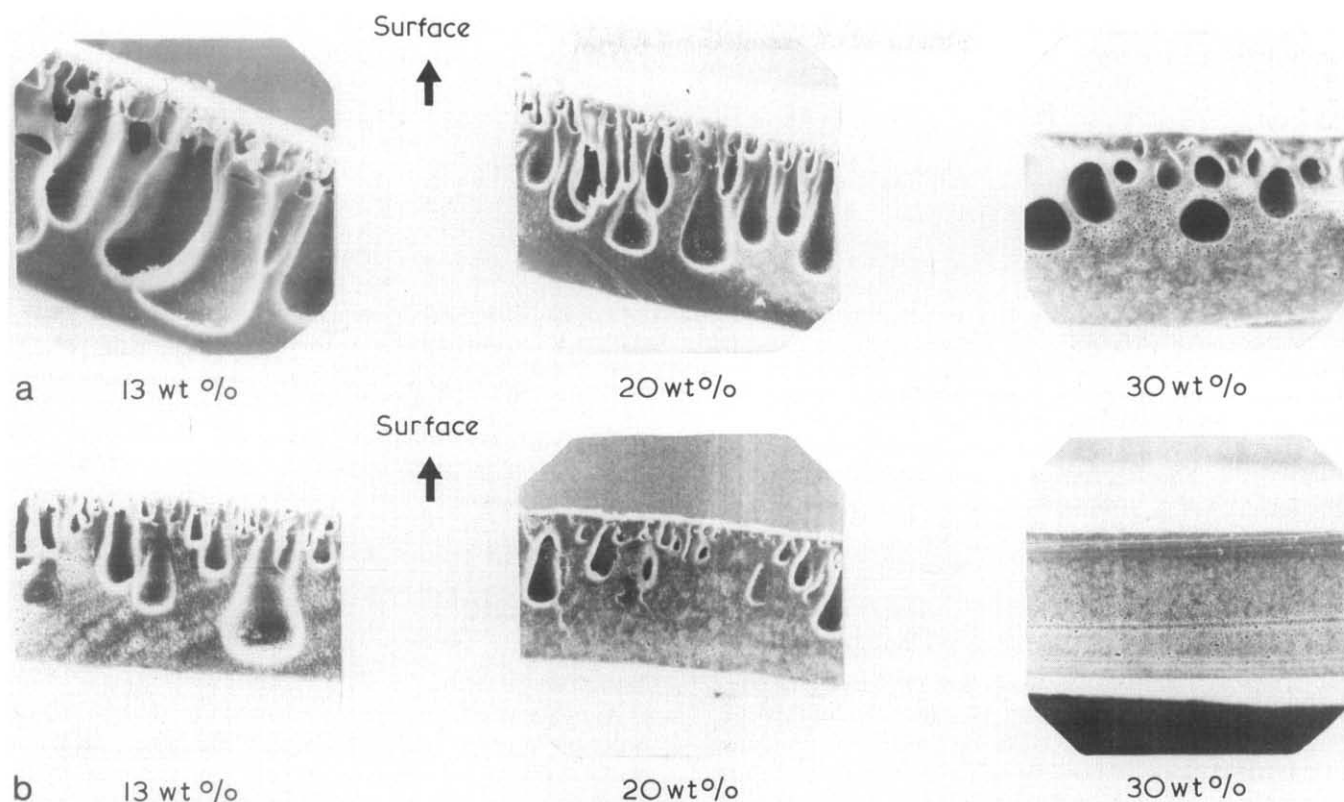 Surface
a 13 wt % 20 wt % 30 wt %
Surface
b 13 wt % 20 wt % 30 wt %